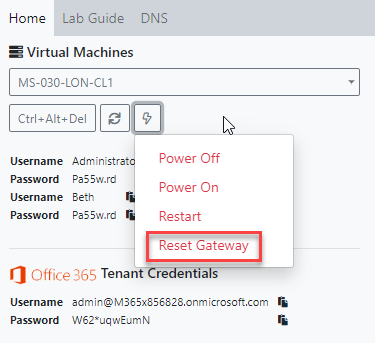 Home Lab Guide DNS
Virtual Machines
MS-030-LON-CL1
Ctrl+Alt+Del
Power Off
Power On
Restart
Reset Gateway
Username Administrato
Password Pa55w.rd
Username Beth
Password Pa55w.rd
Office 365 Tenant Credentials
Username admin@M365x856828.onmicrosoft.com
Password W62*uqwEumN